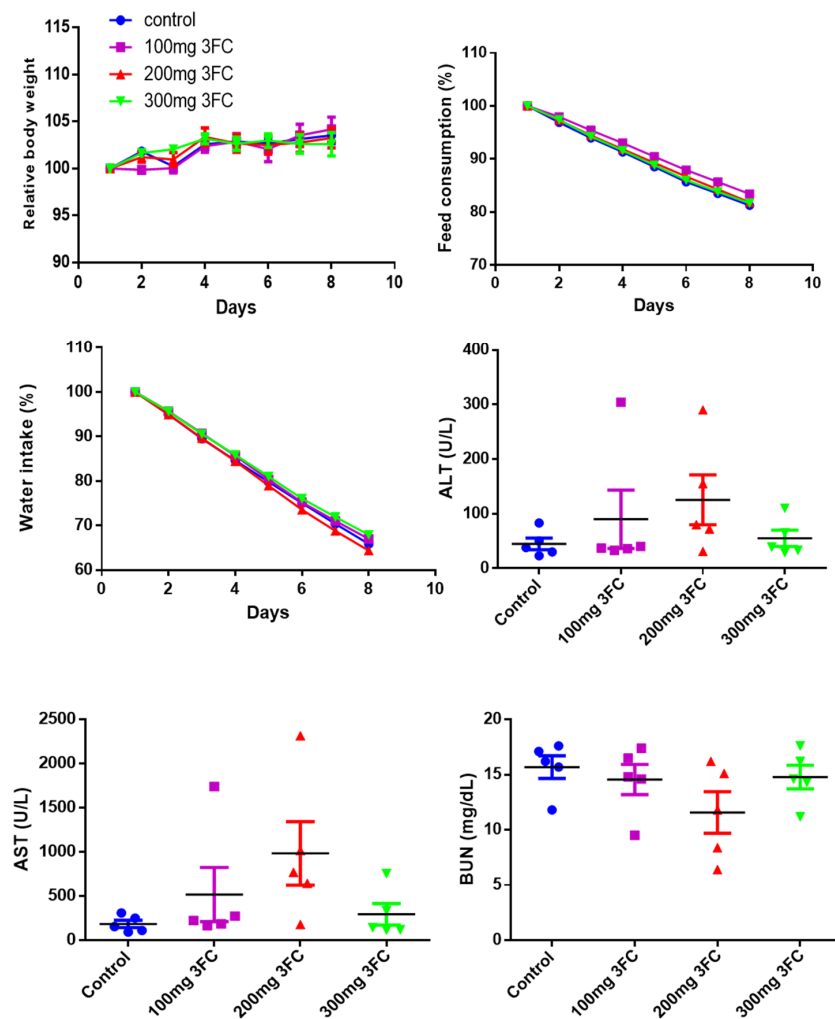 control
100mg 3FC
200mg 3FC
300mg 3FC
Relative body weight
115
110
105
100
95
90
0
2
4
6
8
10
Days
Feed consumption (%)
110
100
90
80
70
0
2
4
6
8
10
Days
Water intake (%)
110
100
90
80
70
60
0
2
4
6
8
10
Days
ALT (U/L)
400
300
200
100
0
Control
100mg 3FC
200mg 3FC
300mg 3FC
AST (U/L)
2500
2000
1500
1000
500
0
Control
100mg 3FC
200mg 3FC
300mg 3FC
BUN (mg/dL)
20
15
10
5
0
Control
100mg 3FC
200mg 3FC
300mg 3FC